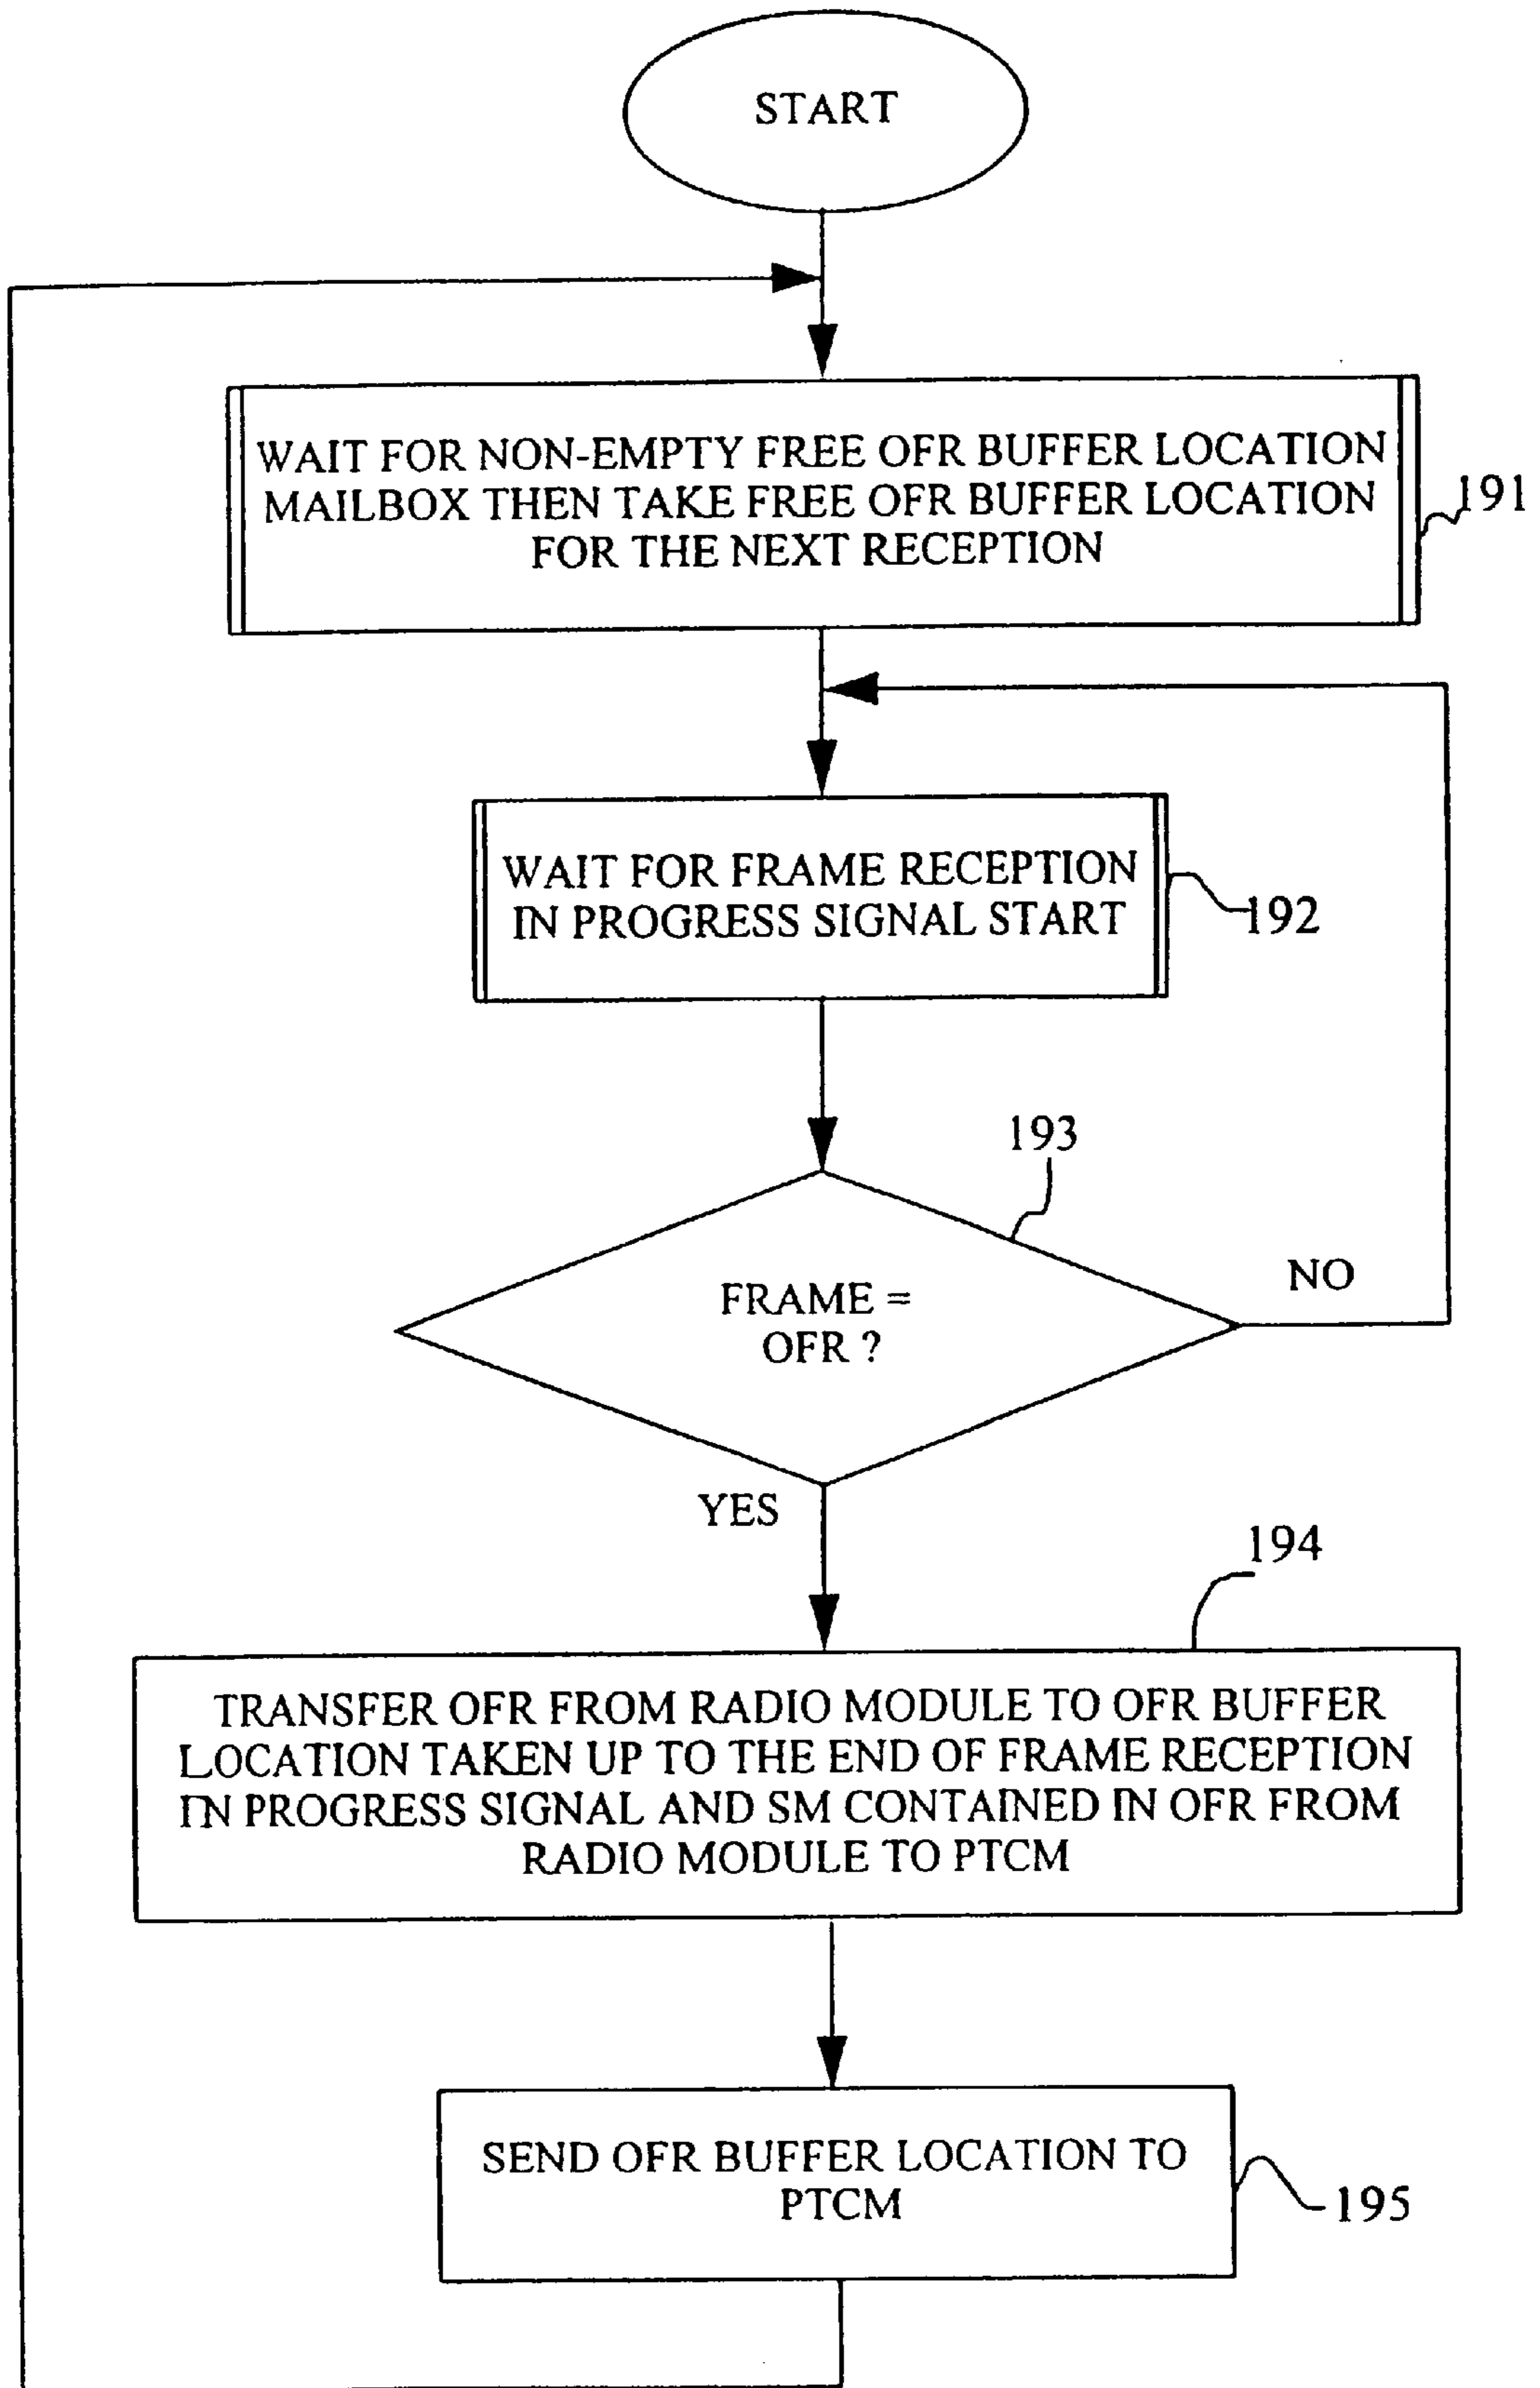 START
WAIT FOR NON-EMPTY FREE OFR BUFFER LOCATION
MAILBOX THEN TAKE FREE OFR BUFFER LOCATION
FOR THE NEXT RECEPTION
191
WAIT FOR FRAME RECEPTION
IN PROGRESS SIGNAL START
192
193
FRAME =
OFR ?
NO
YES
194
TRANSFER OFR FROM RADIO MODULE TO OFR BUFFER
LOCATION TAKEN UP TO THE END OF FRAME RECEPTION
IN PROGRESS SIGNAL AND SM CONTAINED IN OFR FROM
RADIO MODULE TO PTCM
SEND OFR BUFFER LOCATION TO
PTCM
195